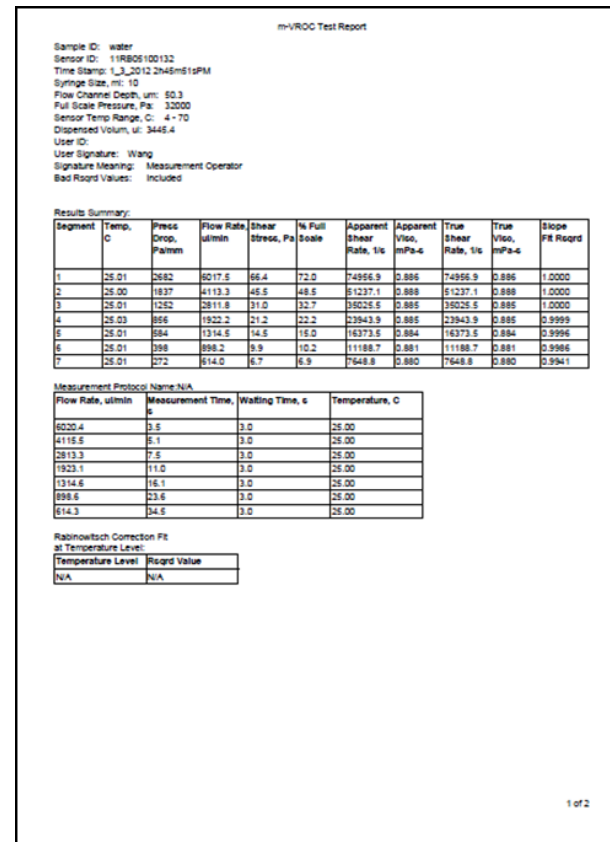 m-VROC Test Report
Sample ID: water
Sensor ID: 11RB05100132
Time Stamp: 1_3_2012 2h45m51sPM
Syringe Size, ml: 10
Flow Channel Depth, um: 50.3
Full Scale Pressure, Pa: 32000
Sensor Temp Range, C: 4 - 70
Dispensed Volum, ul: 3445.4
User ID:
User Signature: Wang
Signature Meaning: Measurement Operator
Bad Rsqrd Values: Included
Results Summary:
Segment Temp, C Press Drop, Pa/mm Flow Rate, ul/min Shear Stress, Pa % Full Scale Apparent Shear Rate, 1/s Apparent Visc, mPa-s True Shear Rate, 1/s True Visc, mPa-s Slope Fit Rsqrd
1 25.01 2682 6017.5 66.4 72.0 74956.9 0.886 74956.9 0.886 1.0000
2 25.00 1837 4113.3 45.5 48.5 51237.1 0.888 51237.1 0.888 1.0000
3 25.01 1252 2811.8 31.0 32.7 35025.5 0.885 35025.5 0.885 1.0000
4 25.03 856 1922.2 21.2 22.2 23943.9 0.885 23943.9 0.885 0.9999
5 25.01 584 1314.5 14.5 15.0 16373.5 0.884 16373.5 0.884 0.9996
6 25.01 398 898.2 9.9 10.2 11188.7 0.881 11188.7 0.881 0.9986
7 25.01 272 614.0 6.7 6.9 7648.8 0.880 7648.8 0.880 0.9941
Measurement Protocol Name:N/A
Flow Rate, ul/min Measurement Time, s Waiting Time, s Temperature, C
6020.4 3.5 3.0 25.00
4115.5 5.1 3.0 25.00
2813.3 7.5 3.0 25.00
1923.1 11.0 3.0 25.00
1314.6 16.1 3.0 25.00
898.6 23.6 3.0 25.00
614.3 34.5 3.0 25.00
Rabinowitsch Correction Fit
at Temperature Level:
Temperature Level Rsqrd Value
N/A N/A
1 of 2